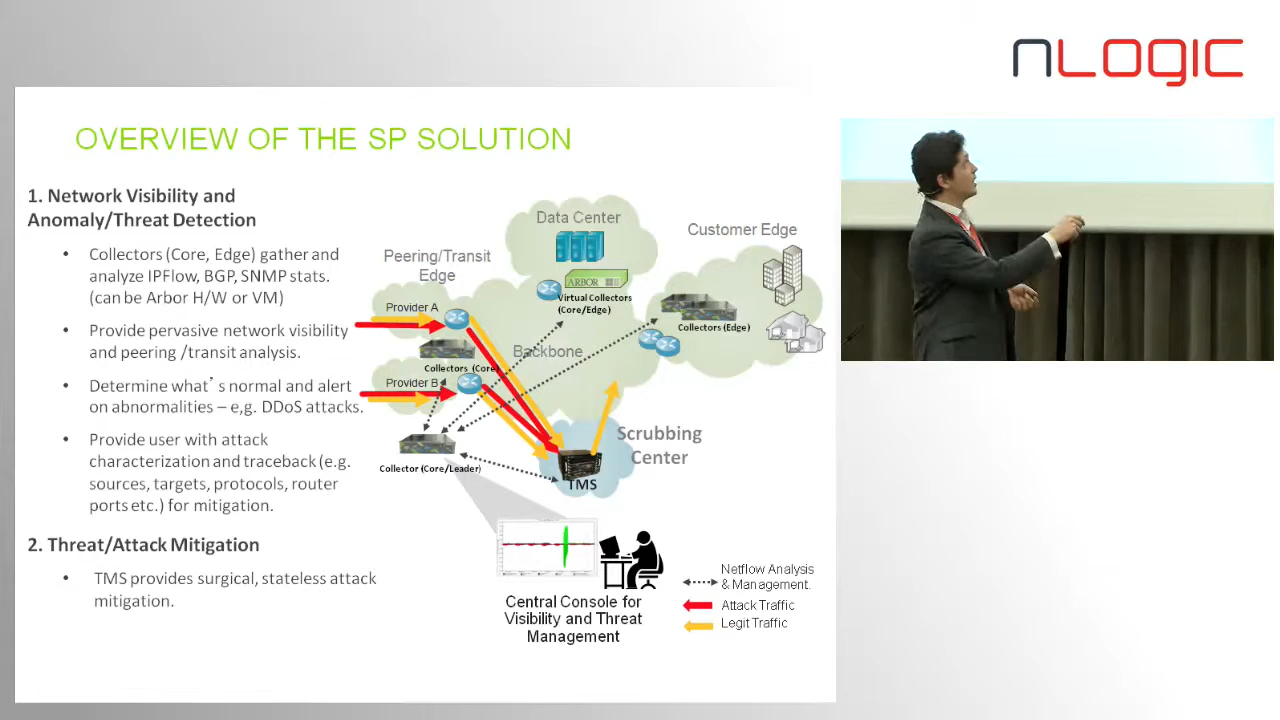 nLOGIC
OVERVIEW OF THE SP SOLUTION
1. Network Visibility and
Anomaly/Threat Detection
• Collectors (Core, Edge) gather and
analyze IPFlow, BGP, SNMP stats.
(can be Arbor H/W or VM)
• Provide pervasive network visibility
and peering /transit analysis.
• Determine what's normal and alert
on abnormalities – e,g. DDoS attacks.
• Provide user with attack
characterization and traceback (e.g.
sources, targets, protocols, router
ports etc.) for mitigation.
2. Threat/Attack Mitigation
• TMS provides surgical, stateless attack
mitigation.
Data Center
Customer Edge
Peering/Transit
Edge
ARBOR
Virtual Collectors
(Core/Edge)
Provider A
Collectors (Edge)
Backbone
Collectors (Core)
Provider B
Scrubbing
Center
Collector (Core/Leader)
TMS
Central Console for
Visibility and Threat
Management
Netflow Analysis
& Management.
Attack Traffic
Legit Traffic